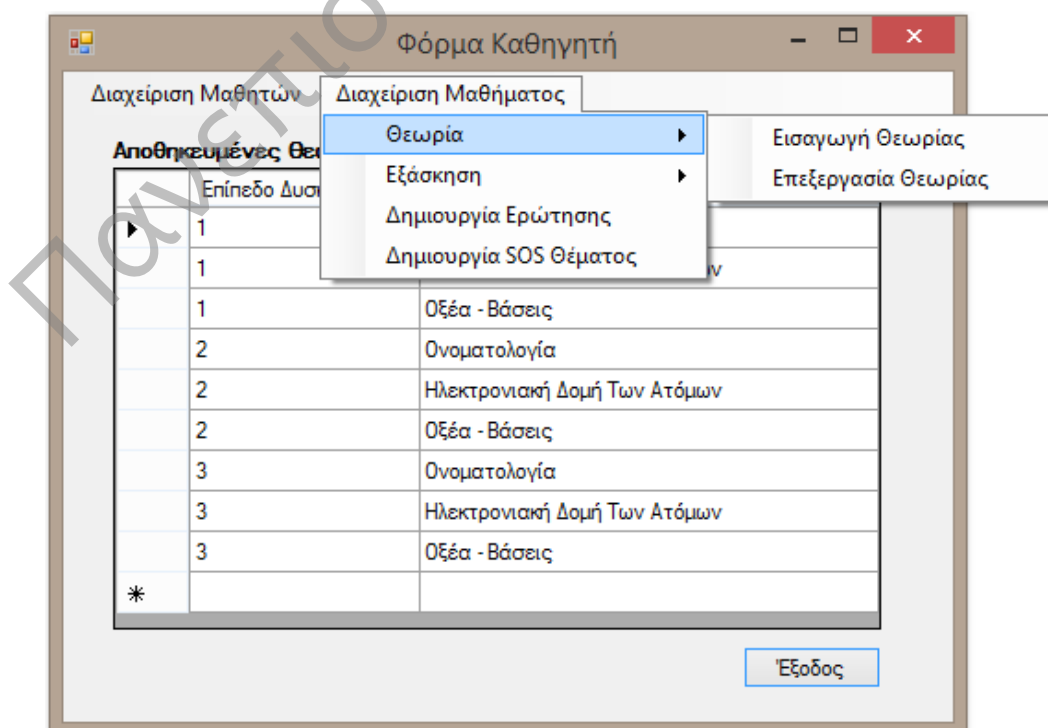 Φόρμα Καθηγητή
Διαχείριση Μαθητών Διαχείριση Μαθήματος
Θεωρία Εισαγωγή Θεωρίας
Εξάσκηση Επεξεργασία Θεωρίας
Δημιουργία Ερώτησης
Δημιουργία SOS Θέματος
Αποθηκευμένες
Επίπεδο
1
1
1 Οξέα - Βάσεις
2 Ονοματολογία
2 Ηλεκτρονιακή Δομή Των Ατόμων
2 Οξέα - Βάσεις
3 Ονοματολογία
3 Ηλεκτρονιακή Δομή Των Ατόμων
3 Οξέα - Βάσεις
Έξοδος